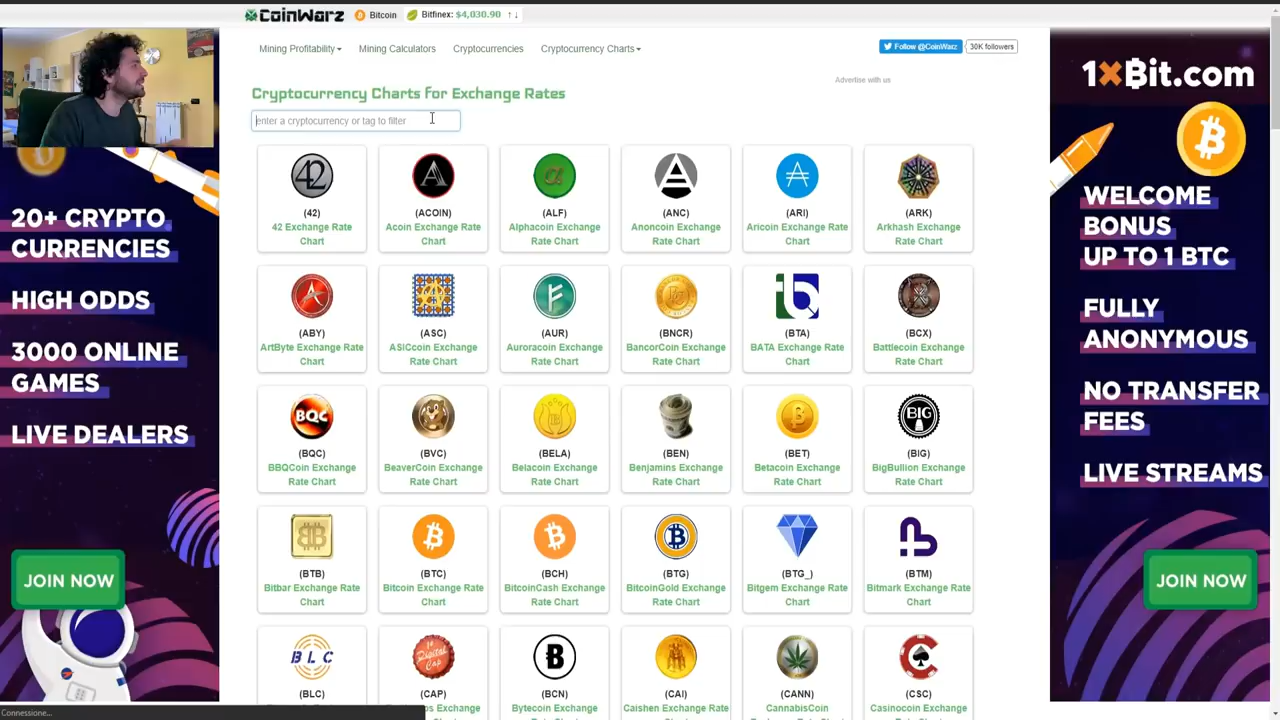 CoinWarz
Bitcoin
Bitfinex: $4,030.90 ↑↓
Mining Profitability
Mining Calculators
Cryptocurrencies
Cryptocurrency Charts
Follow @CoinWarz
30K followers
Advertise with us
Cryptocurrency Charts for Exchange Rates
enter a cryptocurrency or tag to filter
42
(42)
42 Exchange Rate
Chart
(ACOIN)
Acoin Exchange Rate
Chart
(ALF)
Alphacoin Exchange
Rate Chart
(ANC)
Anoncoin Exchange
Rate Chart
(ARI)
Aricoin Exchange Rate
Chart
(ARK)
Arkhash Exchange
Rate Chart
(ABY)
ArtByte Exchange Rate
Chart
(ASC)
ASICcoin Exchange
Rate Chart
(AUR)
Auroracoin Exchange
Rate Chart
(BNCR)
BancorCoin Exchange
Rate Chart
(BTA)
BATA Exchange Rate
Chart
(BCX)
Battlecoin Exchange
Rate Chart
BQC
(BQC)
BBQCoin Exchange
Rate Chart
(BVC)
BeaverCoin Exchange
Rate Chart
(BELA)
Belacoin Exchange
Rate Chart
(BEN)
Benjamins Exchange
Rate Chart
(BET)
Betacoin Exchange
Rate Chart
BIG
(BIG)
BigBullion Exchange
Rate Chart
(BTB)
Bitbar Exchange Rate
Chart
(BTC)
Bitcoin Exchange Rate
Chart
(BCH)
BitcoinCash Exchange
Rate Chart
(BTG)
BitcoinGold Exchange
Rate Chart
(BTG_)
Bitgem Exchange Rate
Chart
(BTM)
Bitmark Exchange Rate
Chart
BLC
(BLC)
Digital
Cap
(CAP)
(BCN)
Bytecoin Exchange
(CAI)
Caishen Exchange
(CANN)
CannabisCoin
(CSC)
Casinocoin Exchange
20+ CRYPTO
CURRENCIES
HIGH ODDS
3000 ONLINE
GAMES
LIVE DEALERS
JOIN NOW
1×Bit.com
WELCOME
BONUS
UP TO 1 BTC
FULLY
ANONYMOUS
NO TRANSFER
FEES
LIVE STREAMS
JOIN NOW
Connessione...